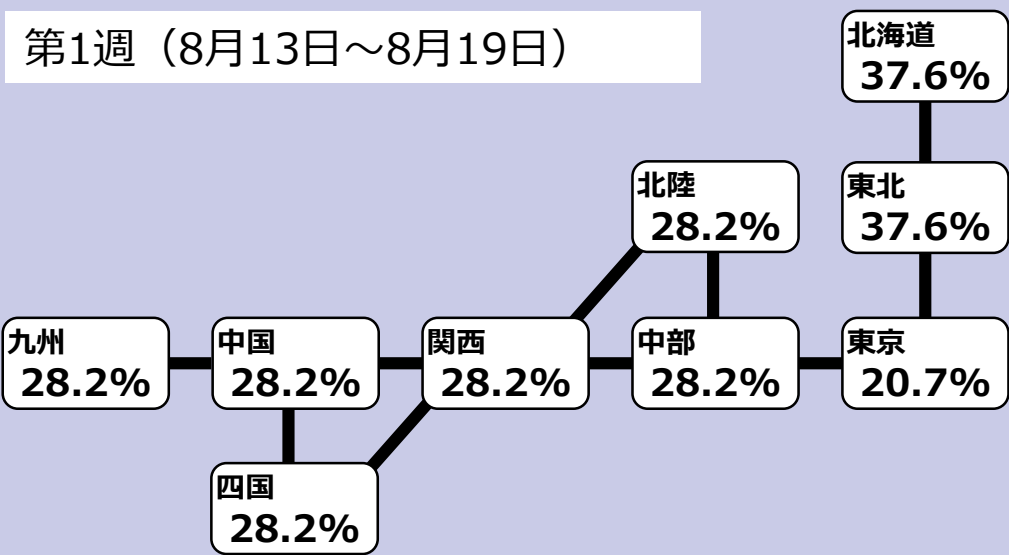 第1週（8月13日～8月19日）
北海道
37.6%
北陸
28.2%
東北
37.6%
九州
28.2%
中国
28.2%
関西
28.2%
中部
28.2%
東京
20.7%
四国
28.2%